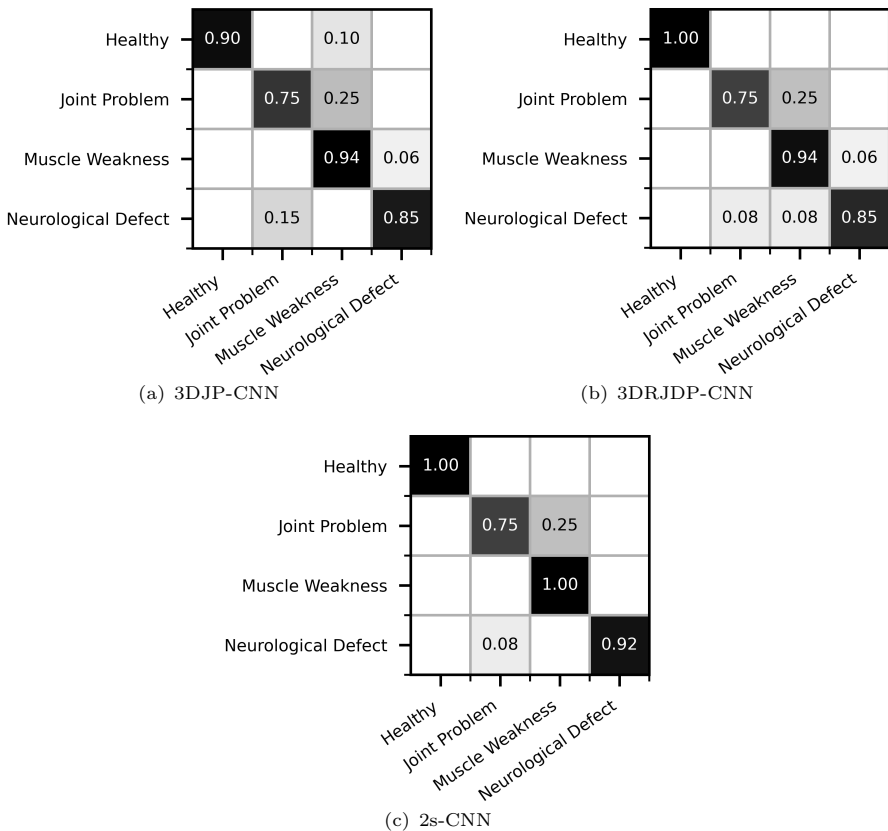 Healthy 0.90 0.10
Joint Problem 0.75 0.25
Muscle Weakness 0.94 0.06
Neurological Defect 0.15 0.85
Healthy
Joint Problem
Muscle Weakness
Neurological Defect
(a) 3DJP-CNN
Healthy 1.00
Joint Problem 0.75 0.25
Muscle Weakness 0.94 0.06
Neurological Defect 0.08 0.08 0.85
Healthy
Joint Problem
Muscle Weakness
Neurological Defect
(b) 3DRJDP-CNN
Healthy 1.00
Joint Problem 0.75 0.25
Muscle Weakness 1.00
Neurological Defect 0.08 0.92
Healthy
Joint Problem
Muscle Weakness
Neurological Defect
(c) 2s-CNN